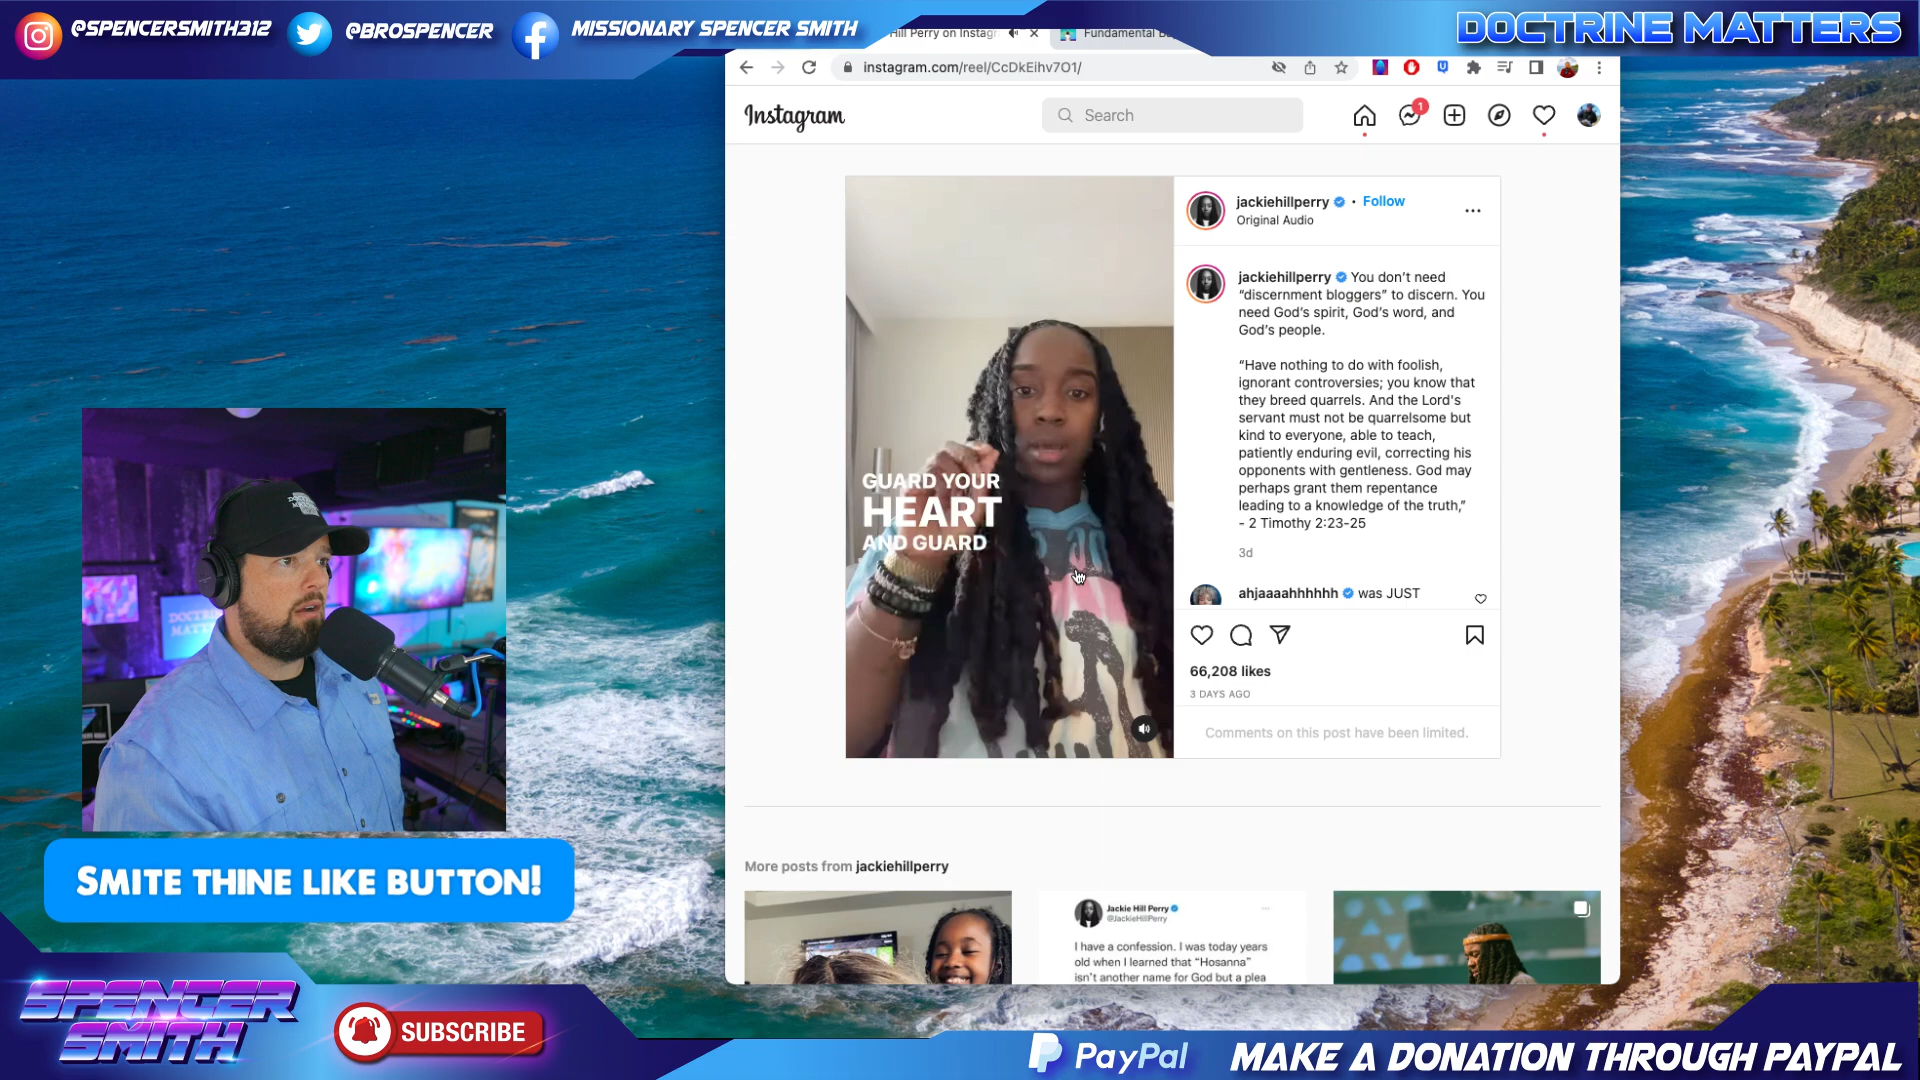 @SPENCERSMITH312
@BROSPENCER
MISSIONARY SPENCER SMITH
DOCTRINE MATTERS
Hill Perry on Instagr
Fundamental Ba
instagram.com/reel/CcDkEihv7O1/
Instagram
Search
1
jackiehillperry • Follow
Original Audio
jackiehillperry You don't need
“discernment bloggers” to discern. You
need God's spirit, God's word, and
God's people.
“Have nothing to do with foolish,
ignorant controversies; you know that
they breed quarrels. And the Lord's
servant must not be quarrelsome but
kind to everyone, able to teach,
patiently enduring evil, correcting his
opponents with gentleness. God may
perhaps grant them repentance
leading to a knowledge of the truth,”
- 2 Timothy 2:23-25
3d
ahjaaaahhhhhh was JUST
66,208 likes
3 DAYS AGO
Comments on this post have been limited.
GUARD YOUR
HEART
AND GUARD
DOCTRINE
SMITE THINE LIKE BUTTON!
More posts from jackiehillperry
Jackie Hill Perry
@JackieHillPerry
I have a confession. I was today years
old when I learned that “Hosanna”
isn't another name for God but a plea
SPENCER
SMITH
SUBSCRIBE
PayPal
MAKE A DONATION THROUGH PAYPAL